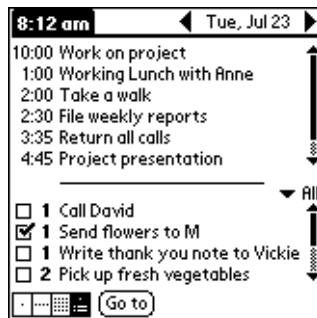 8:12 am Tue, Jul 23
10:00 Work on project
1:00 Working Lunch with Anne
2:00 Take a walk
2:30 File weekly reports
3:35 Return all calls
4:45 Project presentation
All
1 Call David
1 Send flowers to M
1 Write thank you note to Vickie
2 Pick up fresh vegetables
Go to